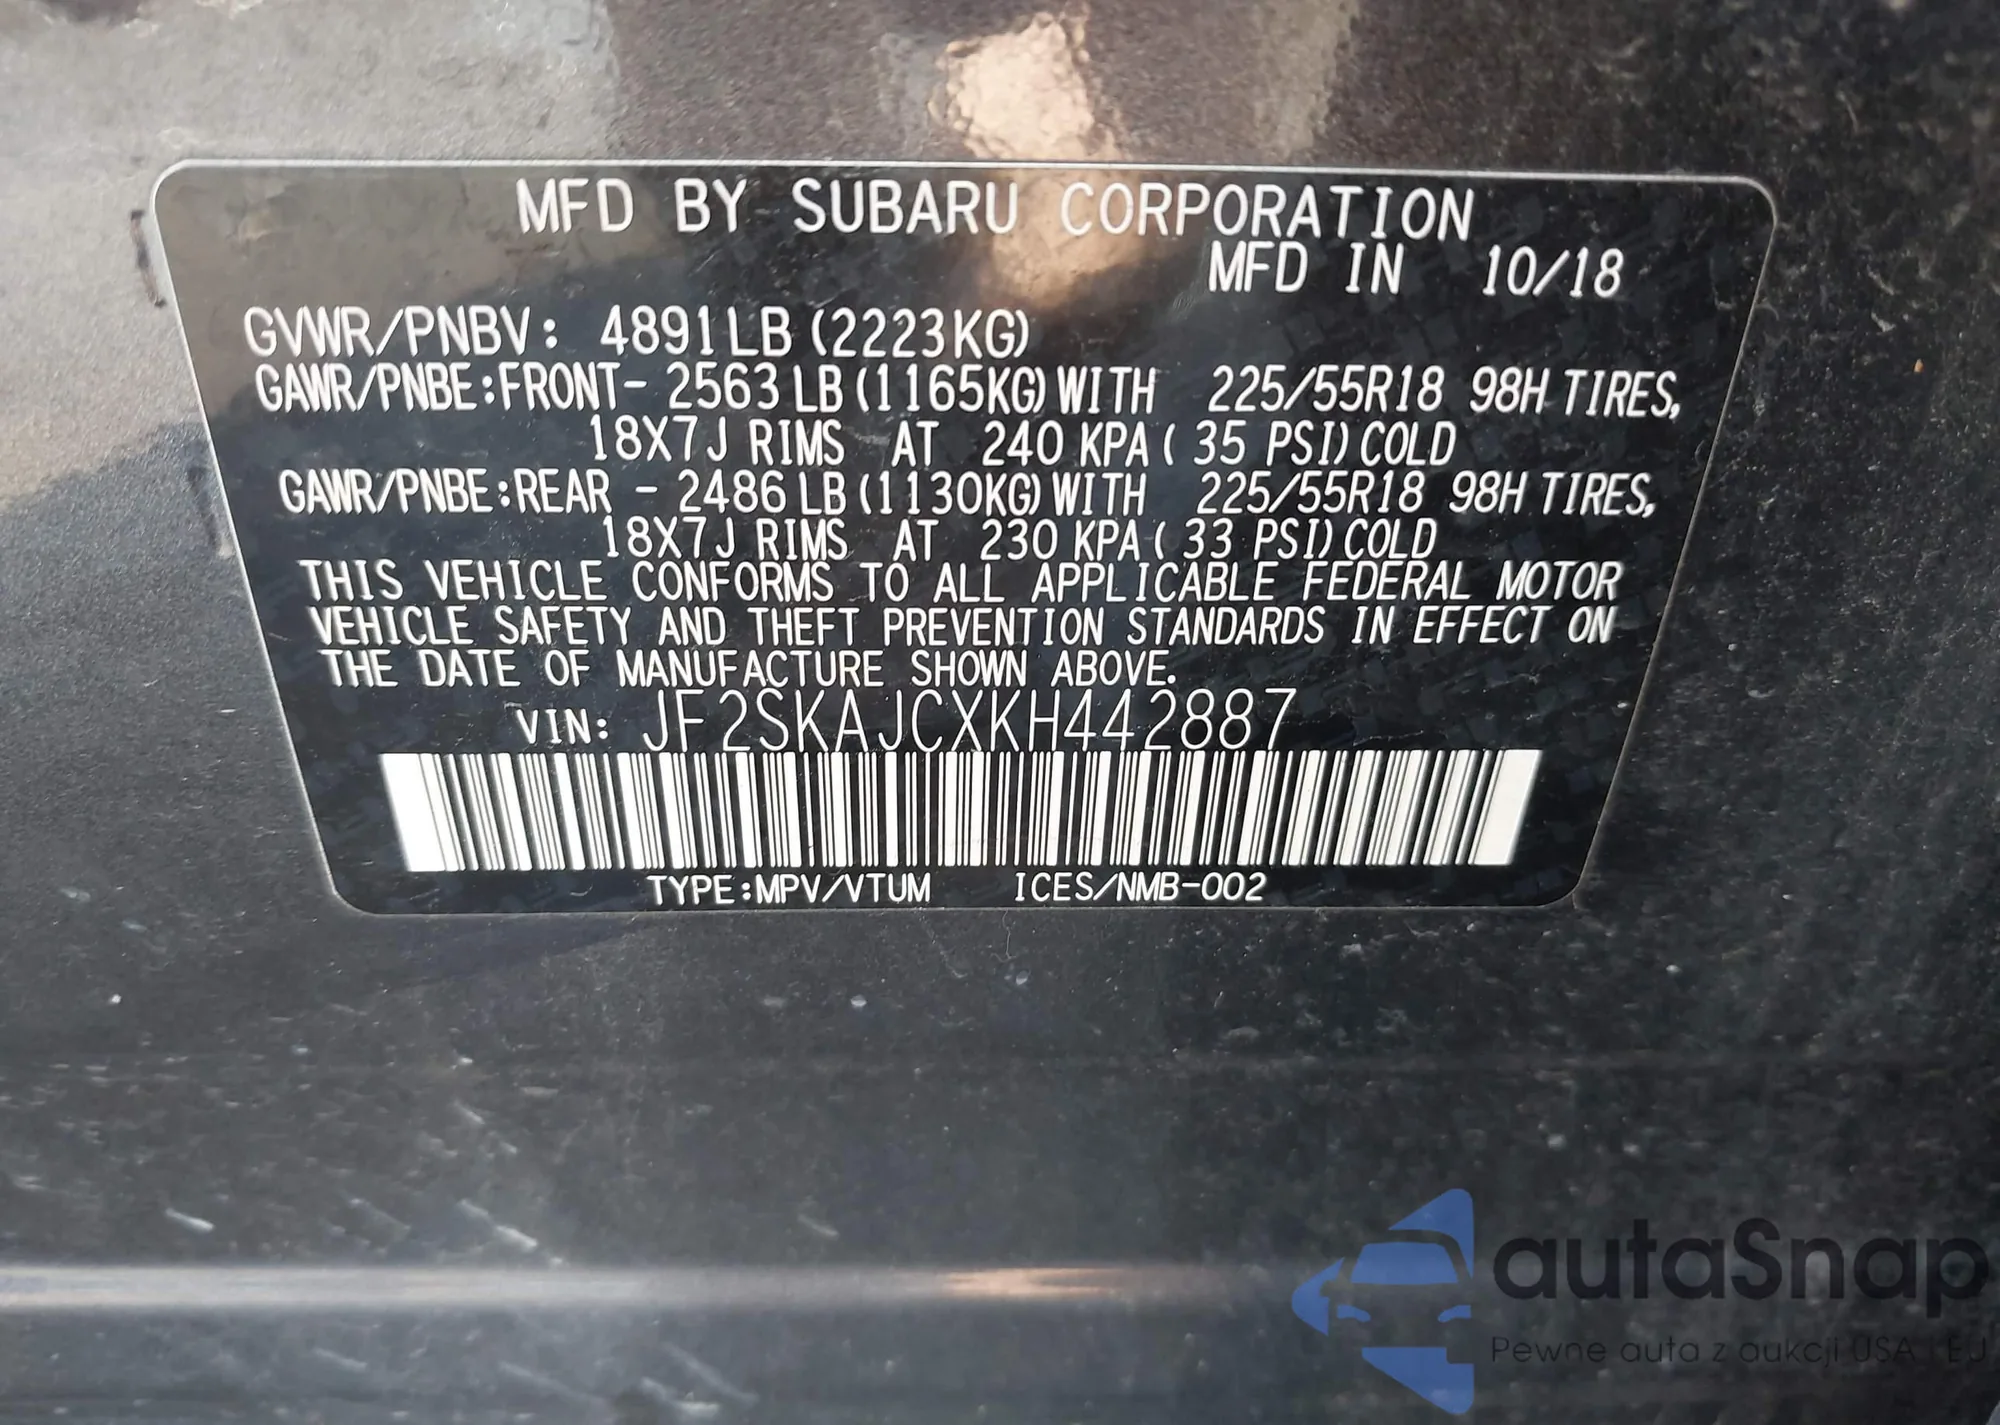 MFD BY SUBARU CORPORATION
MFD IN 10/18
GVWR/PNBV: 4891LB (2223KG)
GAWR/PNBE:FRONT- 2563 LB (1165KG) WITH 225/55R18 98H TIRES,
18X7J RIMS AT 240 KPA ( 35 PSI) COLD
GAWR/PNBE:REAR - 2486 LB (1130KG) WITH 225/55R18 98H TIRES,
18X7J RIMS AT 230 KPA ( 33 PSI) COLD
THIS VEHICLE CONFORMS TO ALL APPLICABLE FEDERAL MOTOR
VEHICLE SAFETY AND THEFT PREVENTION STANDARDS IN EFFECT ON
THE DATE OF MANUFACTURE SHOWN ABOVE.
VIN: JF2SKAJCXKH442887
TYPE:MPV/VTUM ICES/NMB-002
autaSnap
Pewne auta z aukcji USA i EU